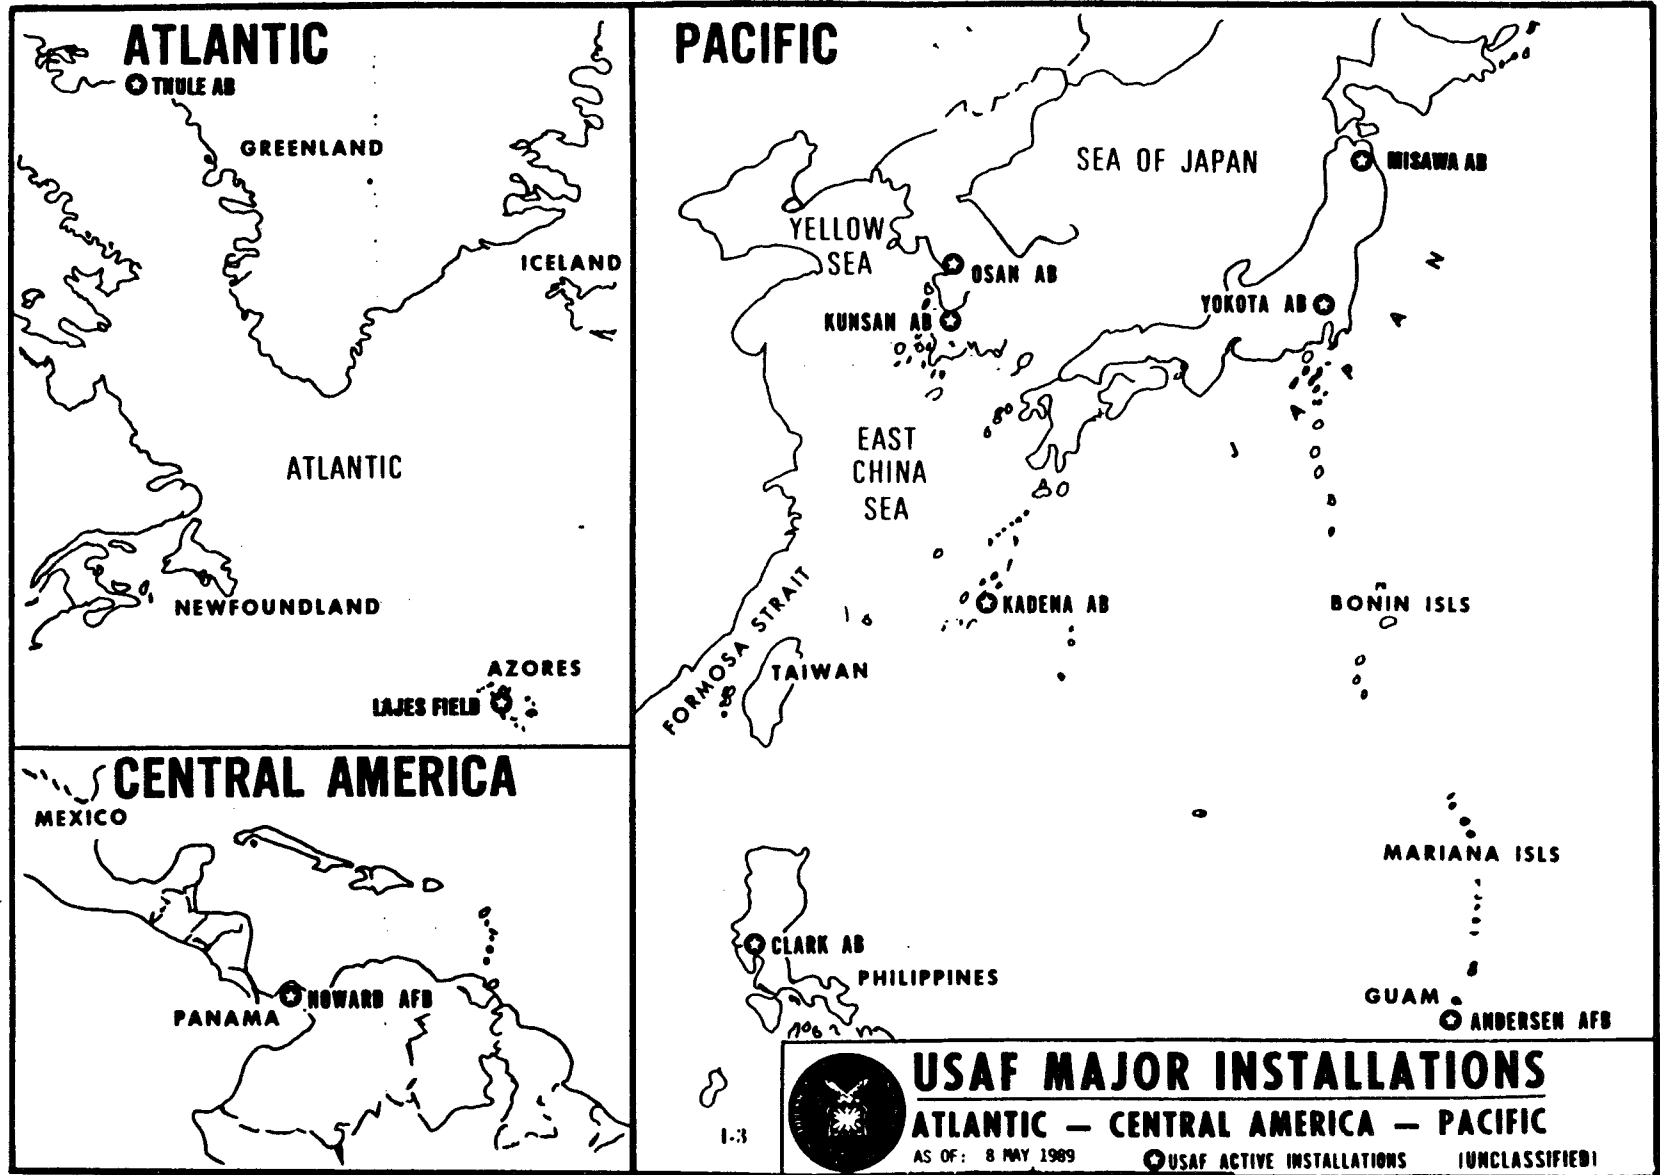 ATLANTIC
THULE AB
GREENLAND
ICELAND
ATLANTIC
NEWFOUNDLAND
AZORES
LAJES FIELD
CENTRAL AMERICA
MEXICO
PANAMA
HOWARD AFB
PACIFIC
SEA OF JAPAN
MISAWA AB
YELLOW
SEA
OSAN AB
KUNSAN AB
YOKOTA AB
JAPAN
EAST
CHINA
SEA
KADENA AB
BONIN ISLS
FORMOSA STRAIT
TAIWAN
MARIANA ISLS
CLARK AB
PHILIPPINES
GUAM
ANDERSEN AFB
I-3
USAF MAJOR INSTALLATIONS
ATLANTIC — CENTRAL AMERICA — PACIFIC
AS OF: 8 MAY 1989 USAF ACTIVE INSTALLATIONS (UNCLASSIFIED)